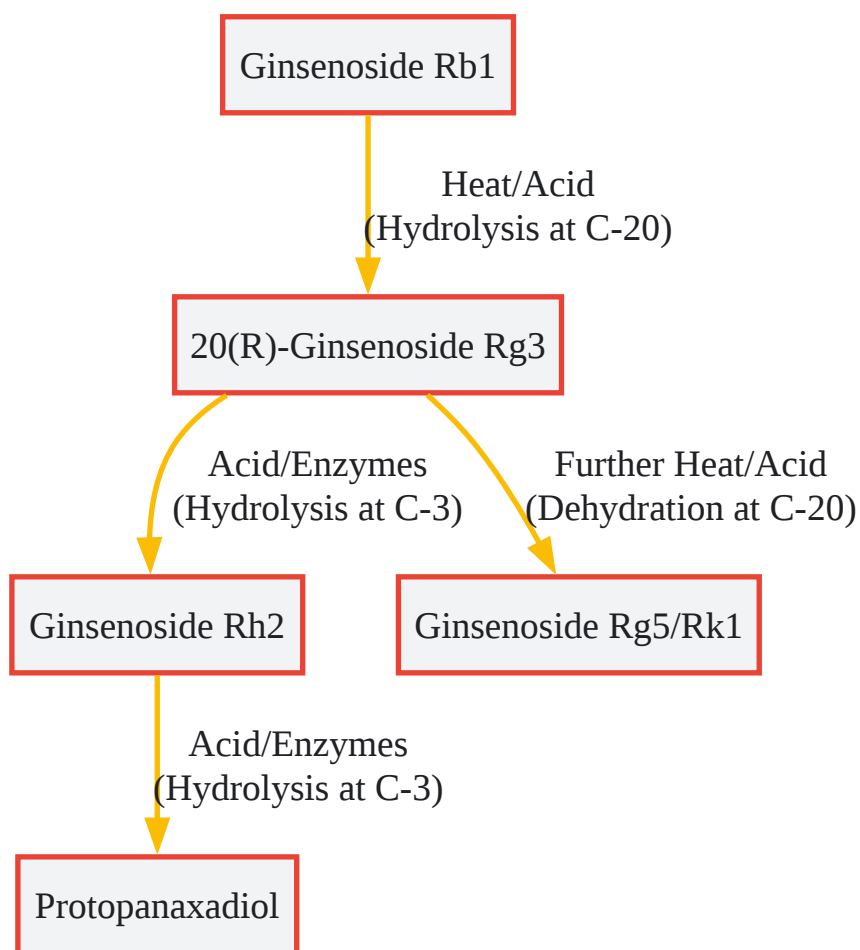 Ginsenoside Rb1
Heat/Acid
(Hydrolysis at C-20)
20(R)-Ginsenoside Rg3
Acid/Enzymes
(Hydrolysis at C-3)
Further Heat/Acid
(Dehydration at C-20)
Ginsenoside Rh2
Ginsenoside Rg5/Rk1
Acid/Enzymes
(Hydrolysis at C-3)
Protopanaxadiol